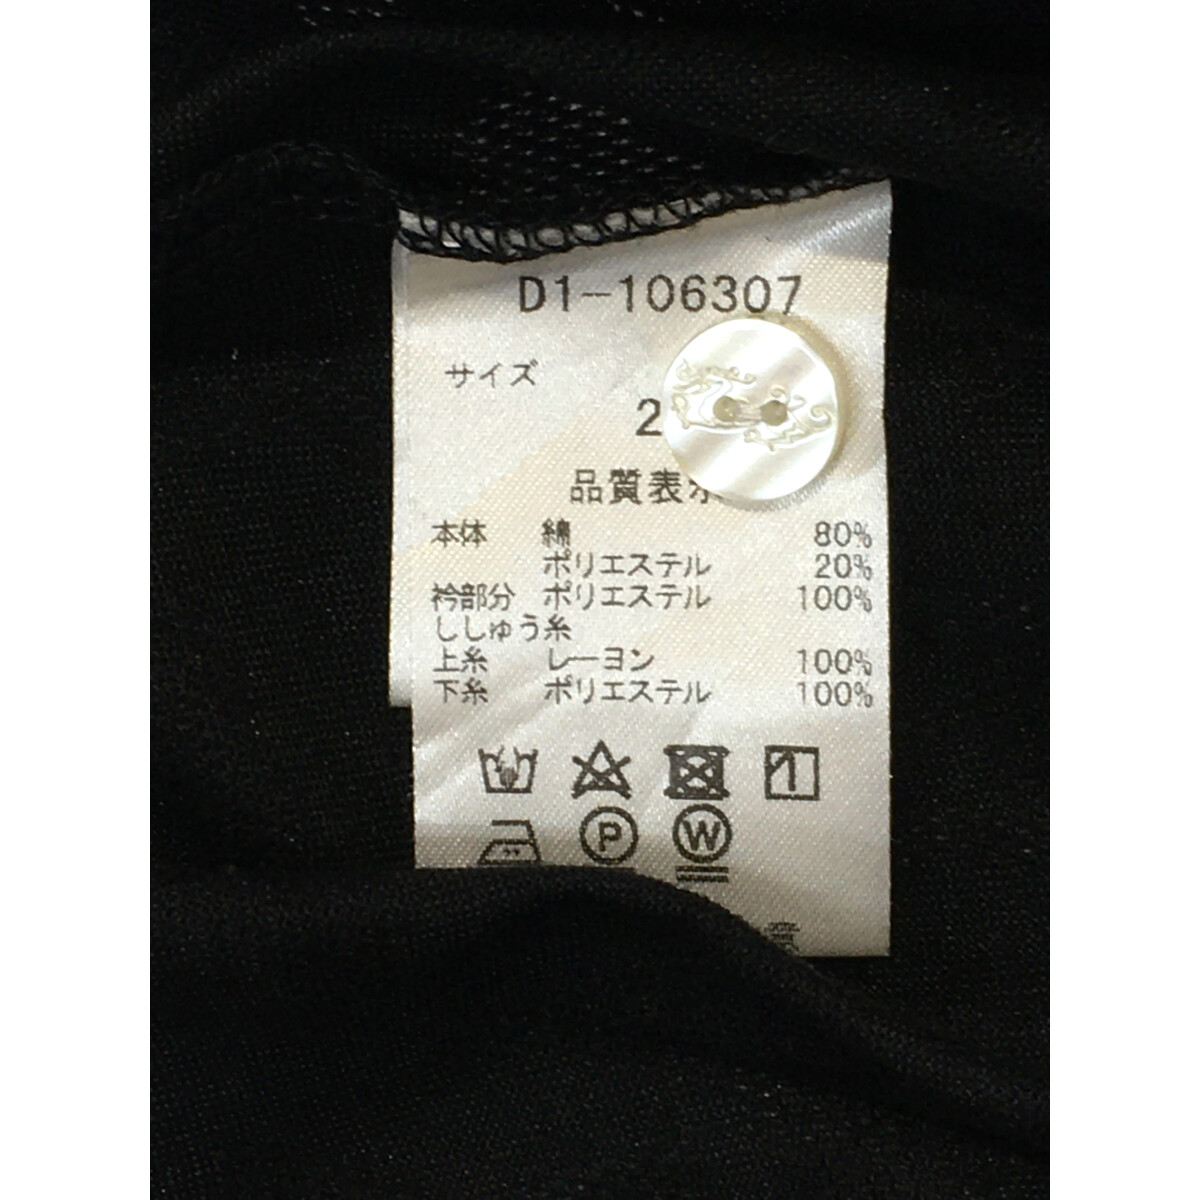 D1-106307
サイズ
2
品質表示
本体 綿 80%
ポリエステル 20%
衿部分 ポリエステル 100%
ししゅう糸
上糸 レーヨン 100%
下糸 ポリエステル 100%
P W